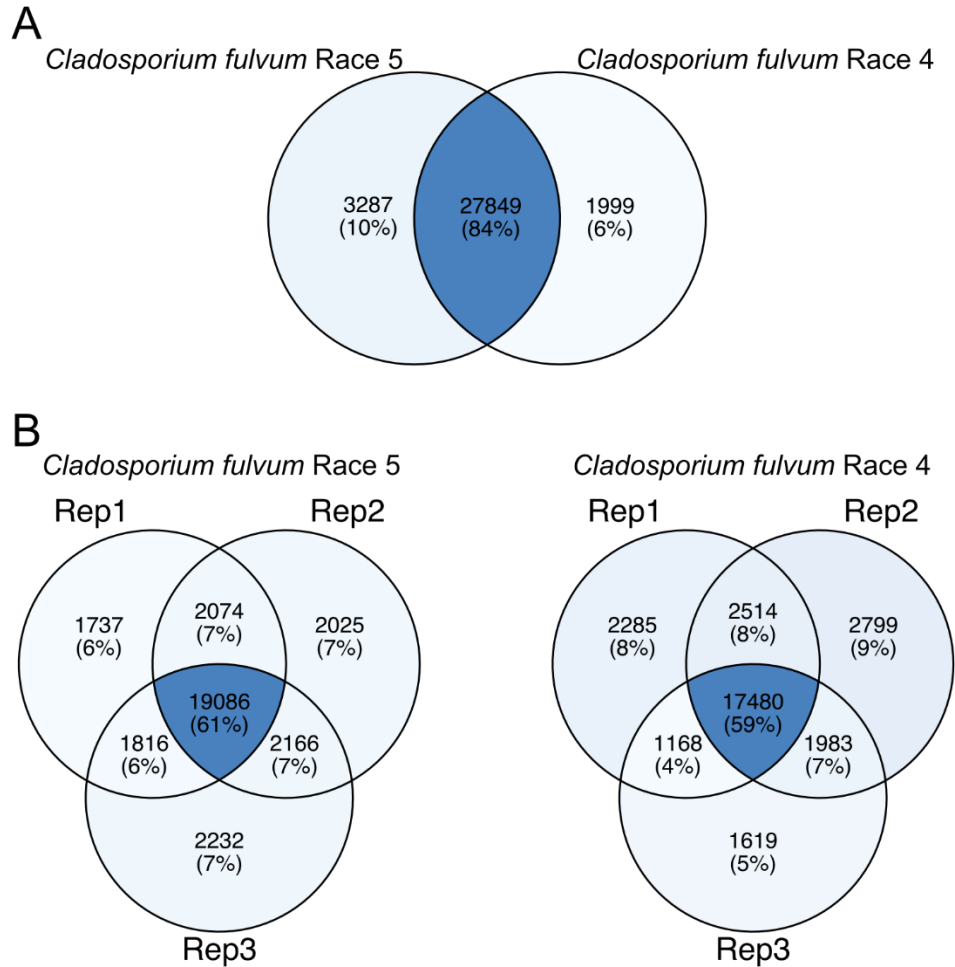 A
Cladosporium fulvum Race 5
Cladosporium fulvum Race 4
3287
(10%)
27849
(84%)
1999
(6%)
B
Cladosporium fulvum Race 5
Rep1
Rep2
1737
(6%)
2074
(7%)
2025
(7%)
19086
(61%)
1816
(6%)
2166
(7%)
2232
(7%)
Rep3
Cladosporium fulvum Race 4
Rep1
Rep2
2285
(8%)
2514
(8%)
2799
(9%)
17480
(59%)
1168
(4%)
1983
(7%)
1619
(5%)
Rep3